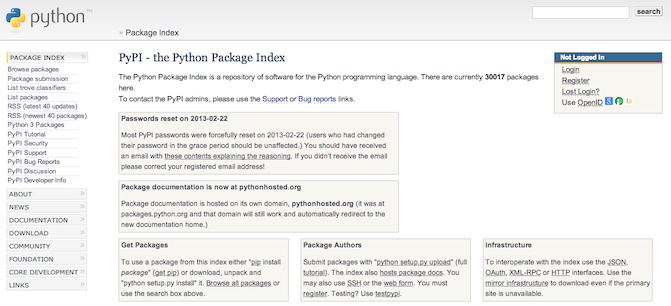 python™
search
» Package Index
PACKAGE INDEX »
Browse packages
Package submission
List trove classifiers
List packages
RSS (latest 40 updates)
RSS (newest 40 packages)
Python 3 Packages
PyPI Tutorial
PyPI Security
PyPI Support
PyPI Bug Reports
PyPI Discussion
PyPI Developer Info
ABOUT »
NEWS »
DOCUMENTATION »
DOWNLOAD »
COMMUNITY »
FOUNDATION »
CORE DEVELOPMENT »
LINKS »
PyPI - the Python Package Index
The Python Package Index is a repository of software for the Python programming language. There are currently 30017 packages
here.
To contact the PyPI admins, please use the Support or Bug reports links.
Passwords reset on 2013-02-22
Most PyPI passwords were forcefully reset on 2013-02-22 (users who had changed
their password in the grace period should be unaffected.) You should have received
an email with these contents explaining the reasoning. If you didn't receive the email
please correct your registered email address!
Package documentation is now at pythonhosted.org
Package documentation is hosted on its own domain, pythonhosted.org (it was at
packages.python.org and that domain will still work and automatically redirect to the
new documentation home.)
Get Packages
To use a package from this index either "pip install
package" (get pip) or download, unpack and
"python setup.py install" it. Browse all packages or
use the search box above.
Package Authors
Submit packages with "python setup.py upload" (full
tutorial). The index also hosts package docs. You
may also use SSH or the web form. You must
register. Testing? Use testpypi.
Infrastructure
To interoperate with the index use the JSON,
OAuth, XML-RPC or HTTP interfaces. Use the
mirror infrastructure to download even if the primary
site is unavailable.
Not Logged In
Login
Register
Lost Login?
Use OpenID